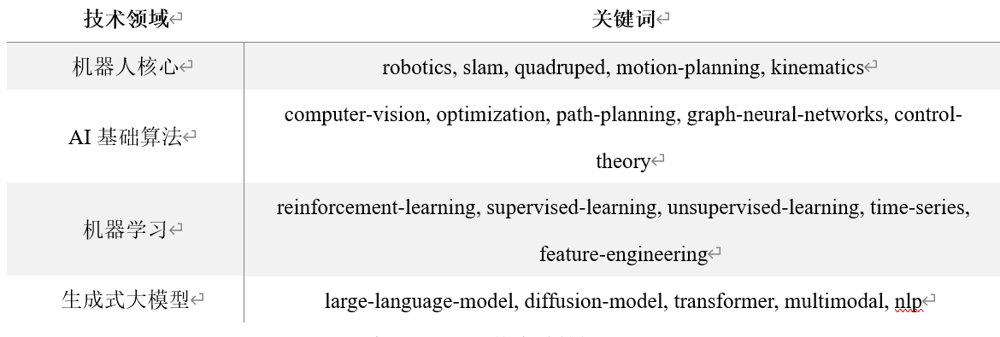 技术领域 关键词
机器人核心 robotics, slam, quadruped, motion-planning, kinematics
AI 基础算法 computer-vision, optimization, path-planning, graph-neural-networks, control-
theory
机器学习 reinforcement-learning, supervised-learning, unsupervised-learning, time-series,
feature-engineering
生成式大模型 large-language-model, diffusion-model, transformer, multimodal, nlp